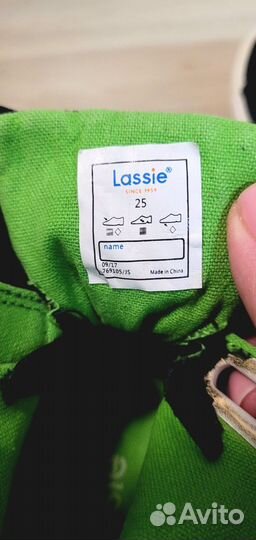 Lassie®
SINCE 1959
25
name
09/17
769105/JS
Made in China
Avito